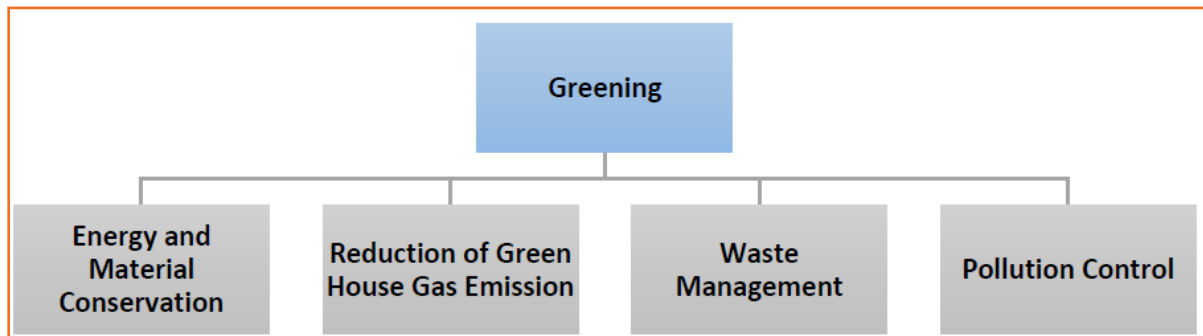 Greening
Energy and
Material
Conservation
Reduction of Green
House Gas Emission
Waste
Management
Pollution Control